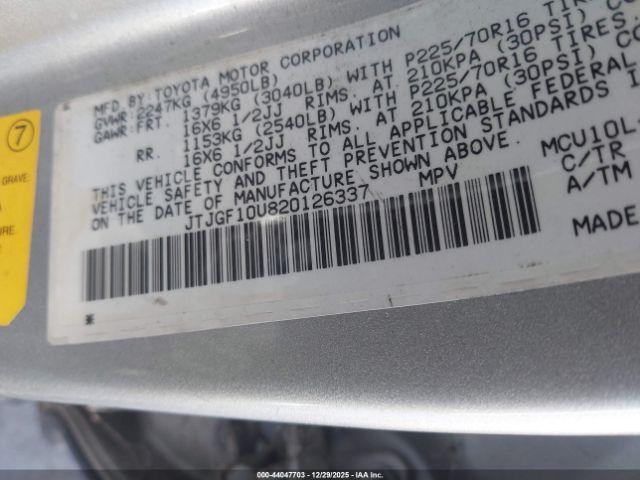 MFD.BY:TOYOTA MOTOR CORPORATION
GVWR:2247KG (4950LB)
GAWR:FRT. 1379KG (3040LB) WITH P225/70R16 TIRES
16X6 1/2JJ RIMS. AT 210KPA (30PSI) CO
RR. 1153KG (2540LB) WITH P225/70R16 TIRES,
16X6 1/2JJ RIMS. AT 210KPA (30PSI) CO
THIS VEHICLE CONFORMS TO ALL APPLICABLE FEDERAL
VEHICLE SAFETY AND THEFT PREVENTION STANDARDS I
ON THE DATE OF MANUFACTURE SHOWN ABOVE.
JTJGF10U820126337 MPV
MCU10L-
C/TR
A/TM
MADE
7
GRAVE
000-44047703 - 12/29/2025 - IAA Inc.